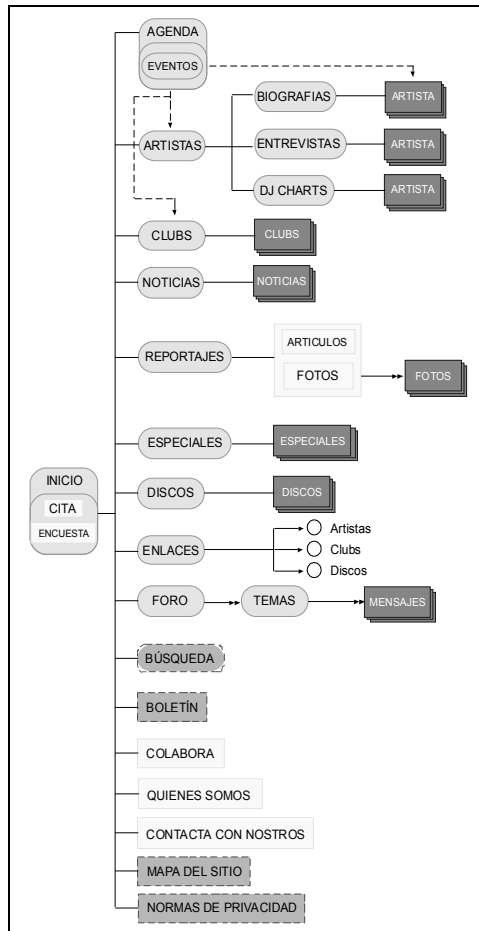 AGENDA
EVENTOS
BIOGRAFIAS
ARTISTA
ARTISTAS
ENTREVISTAS
ARTISTA
DJ CHARTS
ARTISTA
CLUBS
CLUBS
NOTICIAS
NOTICIAS
REPORTAJES
ARTICULOS
FOTOS
FOTOS
ESPECIALES
ESPECIALES
INICIO
CITA
ENCUESTA
DISCOS
DISCOS
ENLACES
Artistas
Clubs
Discos
FORO
TEMAS
MENSAJES
BÚSQUEDA
BOLETÍN
COLABORA
QUIENES SOMOS
CONTACTA CON NOSTROS
MAPA DEL SITIO
NORMAS DE PRIVACIDAD